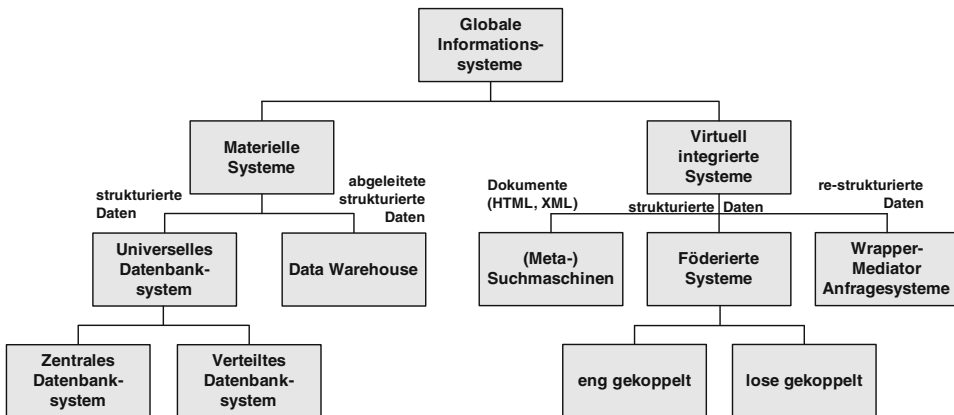 Globale
Informations-
systeme
Materielle
Systeme
Virtuell
integrierte
Systeme
strukturierte
Daten
abgeleitete
strukturierte
Daten
Dokumente
(HTML, XML)
strukturierte Daten
re-strukturierte
Daten
Universelles
Datenbank-
system
Data Warehouse
(Meta-)
Suchmaschinen
Föderierte
Systeme
Wrapper-
Mediator
Anfragesysteme
Zentrales
Datenbank-
system
Verteiltes
Datenbank-
system
eng gekoppelt
lose gekoppelt